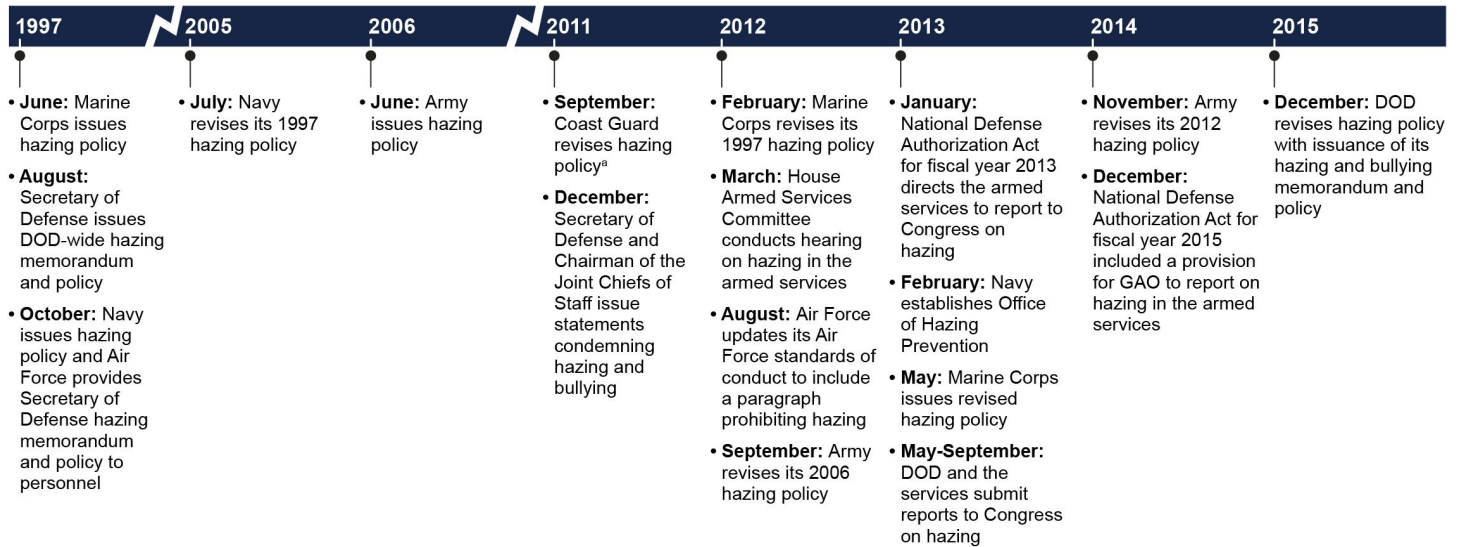 1997
2005
2006
2011
2012
2013
2014
2015
• June: Marine
Corps issues
hazing policy
• August:
Secretary of
Defense issues
DOD-wide hazing
memorandum
and policy
• October: Navy
issues hazing
policy and Air
Force provides
Secretary of
Defense hazing
memorandum
and policy to
personnel
• July: Navy
revises its 1997
hazing policy
• June: Army
issues hazing
policy
• September:
Coast Guard
revises hazing
policyᵃ
• December:
Secretary of
Defense and
Chairman of the
Joint Chiefs of
Staff issue
statements
condemning
hazing and
bullying
• February: Marine
Corps revises its
1997 hazing policy
• March: House
Armed Services
Committee
conducts hearing
on hazing in the
armed services
• August: Air Force
updates its Air
Force standards of
conduct to include
a paragraph
prohibiting hazing
• September: Army
revises its 2006
hazing policy
• January:
National Defense
Authorization Act
for fiscal year 2013
directs the armed
services to report to
Congress on
hazing
• February: Navy
establishes Office
of Hazing
Prevention
• May: Marine Corps
issues revised
hazing policy
• May-September:
DOD and the
services submit
reports to Congress
on hazing
• November: Army
revises its 2012
hazing policy
• December:
National Defense
Authorization Act for
fiscal year 2015
included a provision
for GAO to report on
hazing in the armed
services
• December: DOD
revises hazing policy
with issuance of its
hazing and bullying
memorandum and
policy